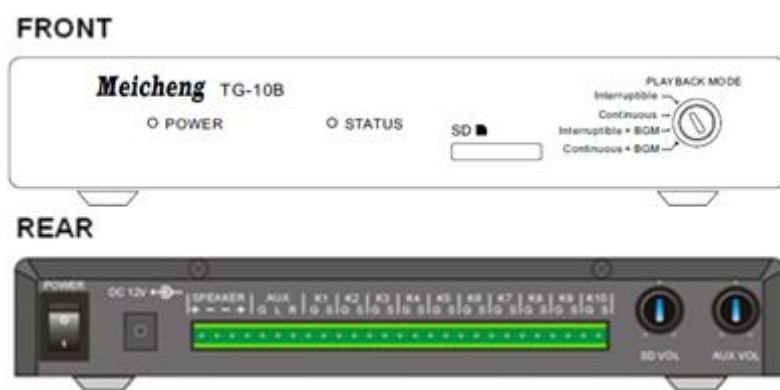 FRONT
Meicheng TG-10B
POWER
STATUS
SD
PLAYBACK MODE
Interruptible
Continuous
Interruptible + BGM
Continuous + BGM
REAR
POWER
DC 12V
SPEAKER AUX K1 K2 K3 K4 K5 K6 K7 K8 K9 K10
+ − − + G L R G S G S G S G S G S G S G S G S G S G S
SD VOL
AUX VOL